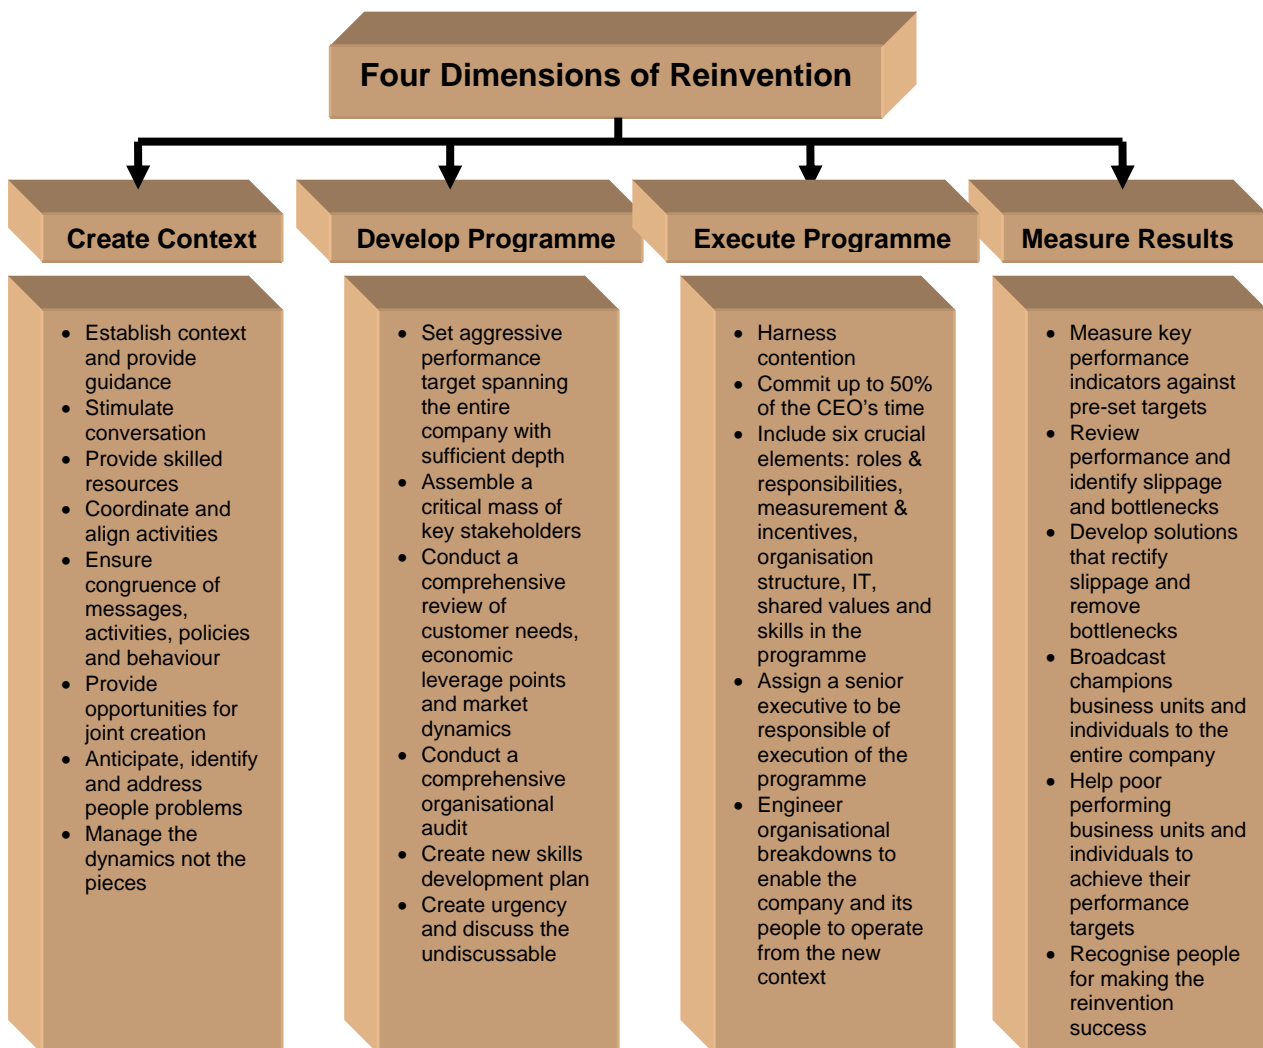 Four Dimensions of Reinvention
Create Context
Develop Programme
Execute Programme
Measure Results
• Establish context
and provide
guidance
• Stimulate
conversation
• Provide skilled
resources
• Coordinate and
align activities
• Ensure
congruence of
messages,
activities, policies
and behaviour
• Provide
opportunities for
joint creation
• Anticipate, identify
and address
people problems
• Manage the
dynamics not the
pieces
• Set aggressive
performance
target spanning
the entire
company with
sufficient depth
• Assemble a
critical mass of
key stakeholders
• Conduct a
comprehensive
review of
customer needs,
economic
leverage points
and market
dynamics
• Conduct a
comprehensive
organisational
audit
• Create new skills
development plan
• Create urgency
and discuss the
undiscussable
• Harness
contention
• Commit up to 50%
of the CEO’s time
• Include six crucial
elements: roles &
responsibilities,
measurement &
incentives,
organisation
structure, IT,
shared values and
skills in the
programme
• Assign a senior
executive to be
responsible of
execution of the
programme
• Engineer
organisational
breakdowns to
enable the
company and its
people to operate
from the new
context
• Measure key
performance
indicators against
pre-set targets
• Review
performance and
identify slippage
and bottlenecks
• Develop solutions
that rectify
slippage and
remove
bottlenecks
• Broadcast
champions
business units and
individuals to the
entire company
• Help poor
performing
business units and
individuals to
achieve their
performance
targets
• Recognise people
for making the
reinvention
success